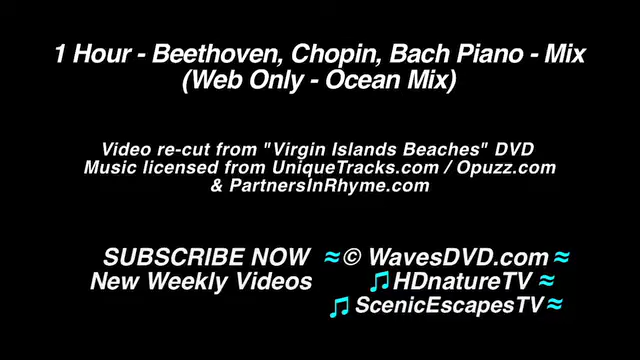 1 Hour - Beethoven, Chopin, Bach Piano - Mix
(Web Only - Ocean Mix)
Video re-cut from "Virgin Islands Beaches" DVD
Music licensed from UniqueTracks.com / Opuzz.com
& PartnersInRhyme.com
SUBSCRIBE NOW ≈© WavesDVD.com≈
New Weekly Videos ♫HDnatureTV ≈
♫ScenicEscapesTV≈